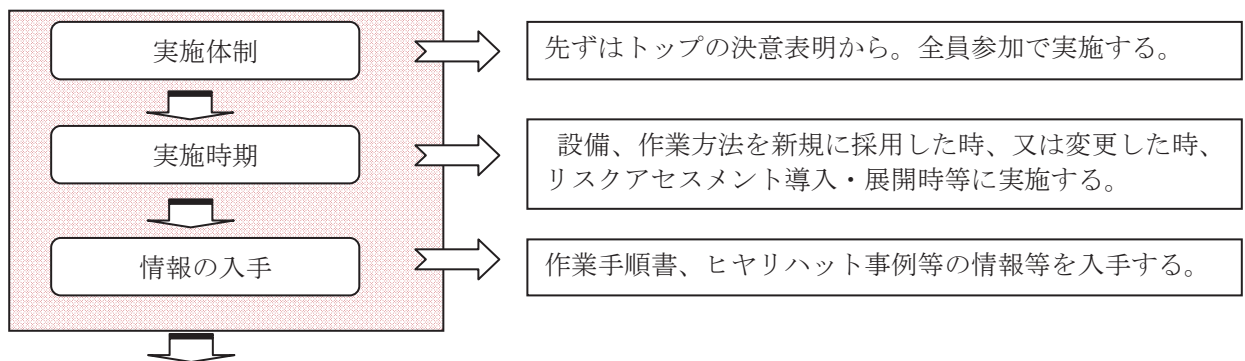 実施体制
先ずはトップの決意表明から。全員参加で実施する。
実施時期
設備、作業方法を新規に採用した時、又は変更した時、
リスクアセスメント導入・展開時等に実施する。
情報の入手
作業手順書、ヒヤリハット事例等の情報等を入手する。